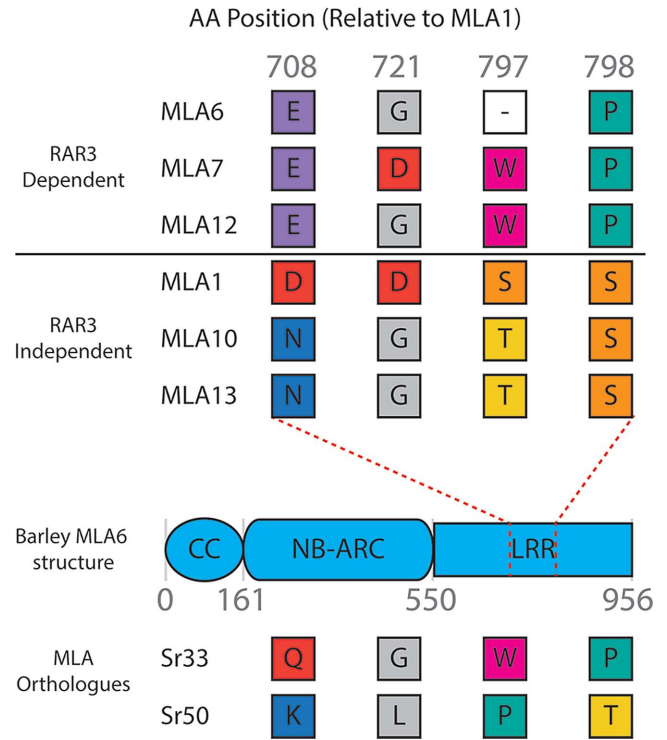 AA Position (Relative to MLA1)
708 721 797 798
MLA6 E G - P
RAR3
Dependent
MLA7 E D W P
MLA12 E G W P
MLA1 D D S S
RAR3
Independent
MLA10 N G T S
MLA13 N G T S
Barley MLA6
structure
CC NB-ARC LRR
0 161 550 956
MLA
Orthologues
Sr33 Q G W P
Sr50 K L P T